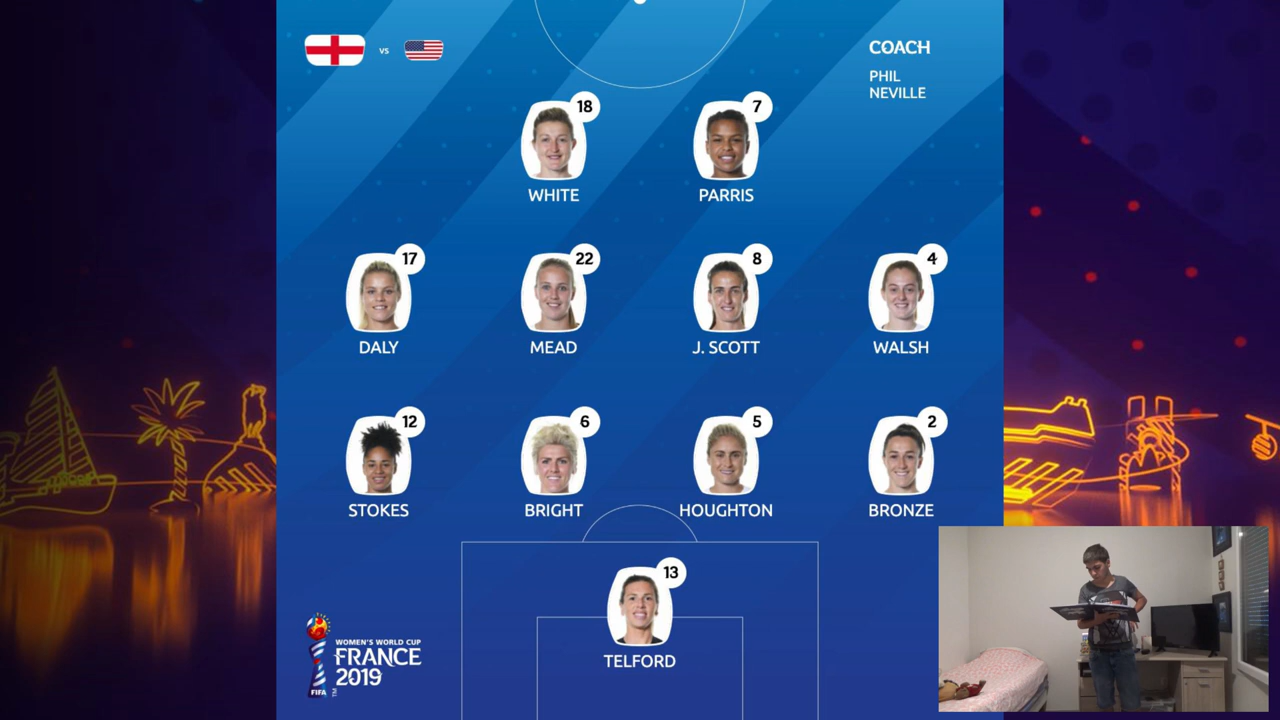 vs
COACH
PHIL
NEVILLE
18
7
WHITE
PARRIS
17
22
8
4
DALY
MEAD
J. SCOTT
WALSH
12
6
5
2
STOKES
BRIGHT
HOUGHTON
BRONZE
13
TELFORD
WOMEN'S WORLD CUP
FRANCE
2019
FIFA
TM